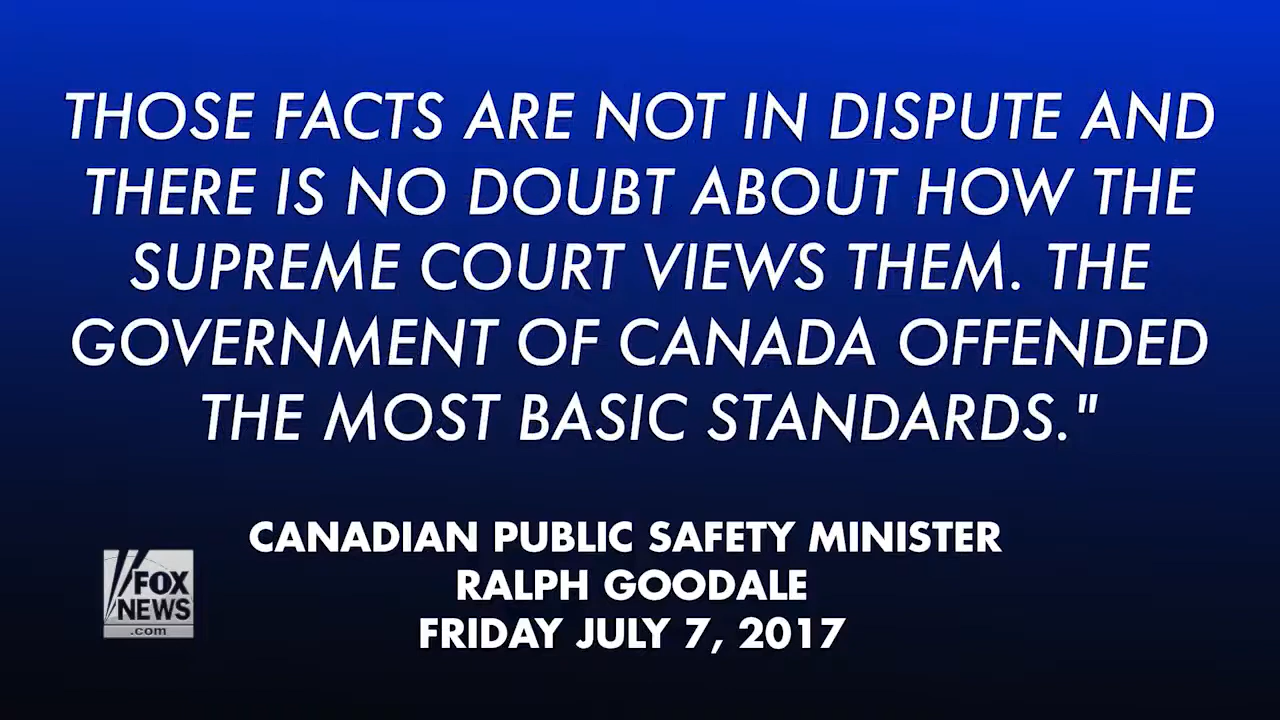 THOSE FACTS ARE NOT IN DISPUTE AND
THERE IS NO DOUBT ABOUT HOW THE
SUPREME COURT VIEWS THEM. THE
GOVERNMENT OF CANADA OFFENDED
THE MOST BASIC STANDARDS."
CANADIAN PUBLIC SAFETY MINISTER
RALPH GOODALE
FRIDAY JULY 7, 2017
FOX
NEWS
.com